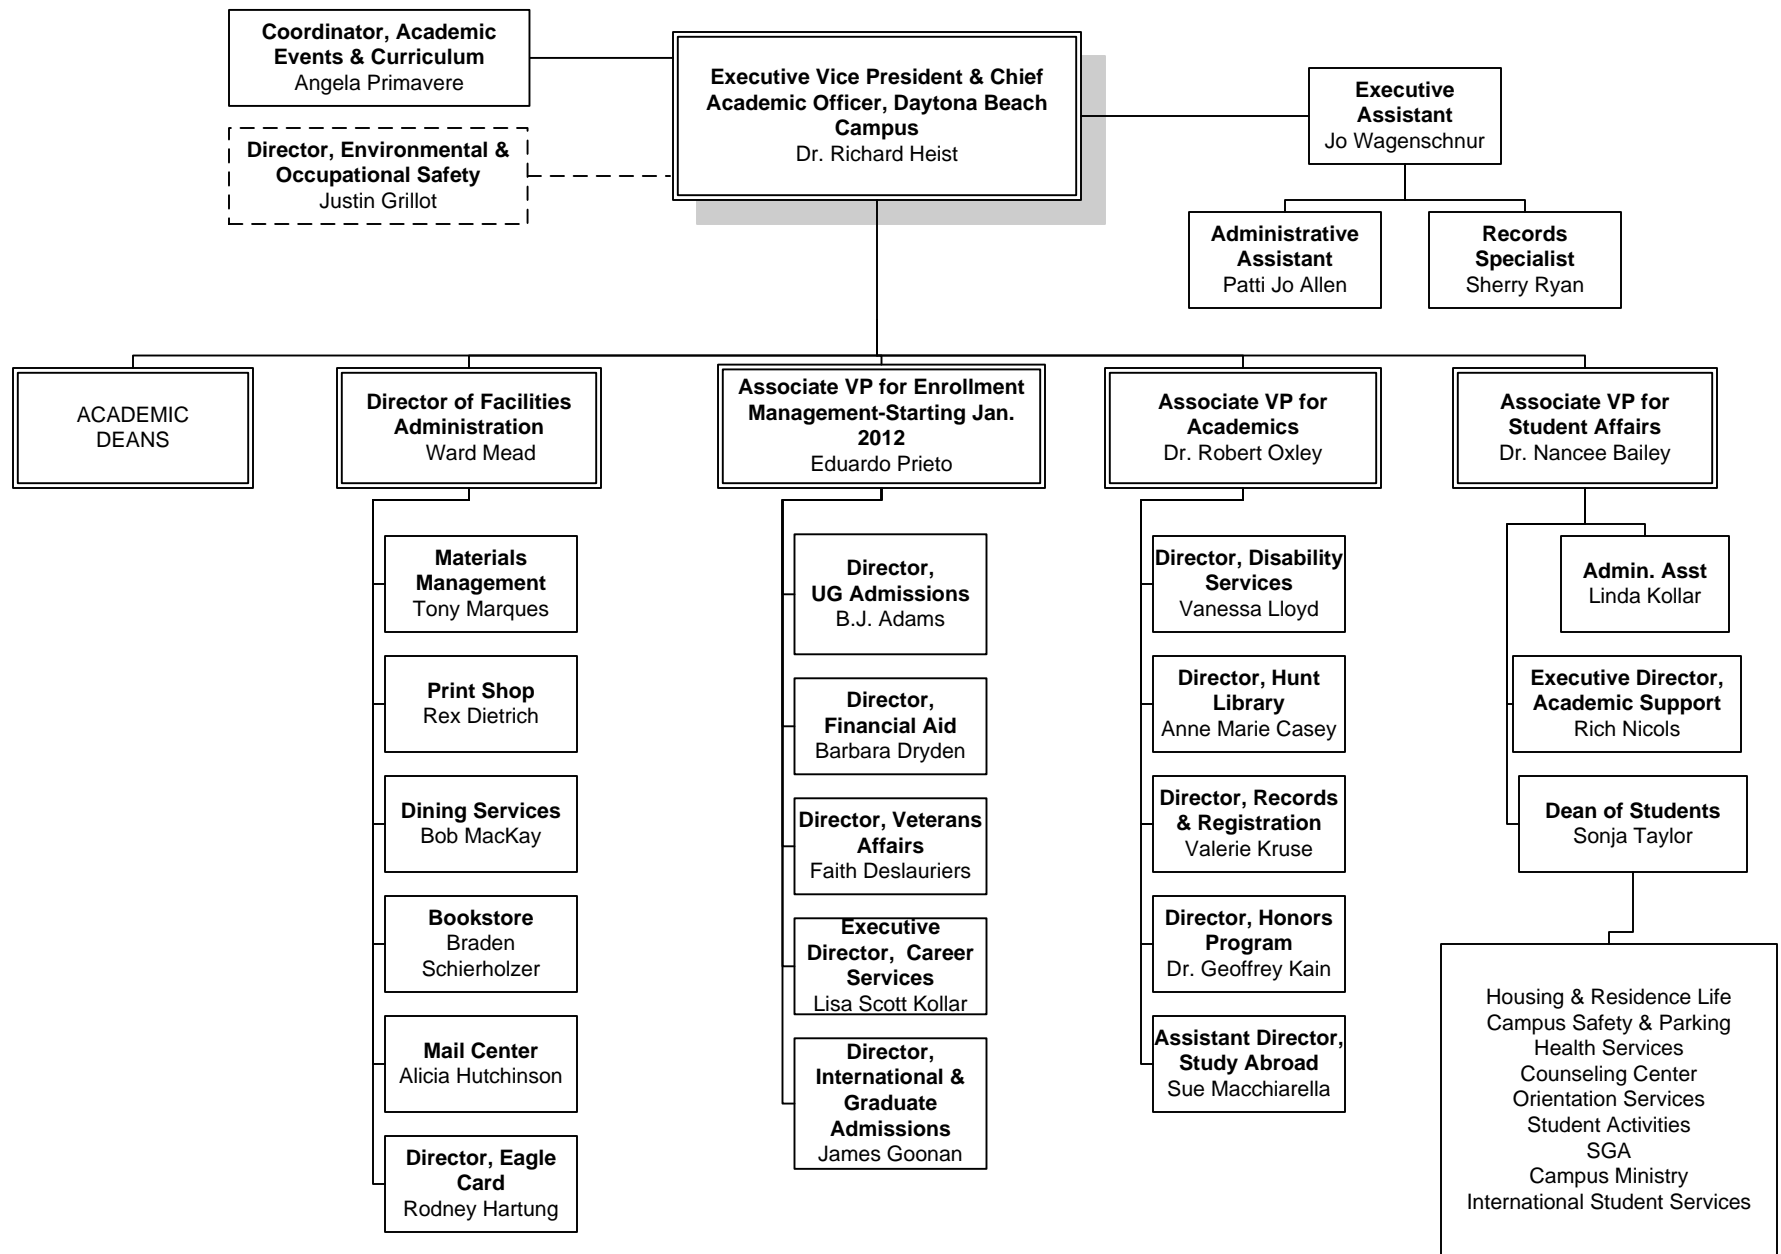 Coordinator, Academic
Events & Curriculum
Angela Primavere
Director, Environmental &
Occupational Safety
Justin Grillot
Executive Vice President & Chief
Academic Officer, Daytona Beach
Campus
Dr. Richard Heist
Executive
Assistant
Jo Wagenschnur
Administrative
Assistant
Patti Jo Allen
Records
Specialist
Sherry Ryan
ACADEMIC
DEANS
Director of Facilities
Administration
Ward Mead
Associate VP for Enrollment
Management-Starting Jan.
2012
Eduardo Prieto
Associate VP for
Academics
Dr. Robert Oxley
Associate VP for
Student Affairs
Dr. Nancee Bailey
Materials
Management
Tony Marques
Print Shop
Rex Dietrich
Dining Services
Bob MacKay
Bookstore
Braden
Schierholzer
Mail Center
Alicia Hutchinson
Director, Eagle
Card
Rodney Hartung
Director,
UG Admissions
B.J. Adams
Director,
Financial Aid
Barbara Dryden
Director, Veterans
Affairs
Faith Deslauriers
Executive
Director, Career
Services
Lisa Scott Kollar
Director,
International &
Graduate
Admissions
James Goonan
Director, Disability
Services
Vanessa Lloyd
Director, Hunt
Library
Anne Marie Casey
Director, Records
& Registration
Valerie Kruse
Director, Honors
Program
Dr. Geoffrey Kain
Assistant Director,
Study Abroad
Sue Macchiarella
Admin. Asst
Linda Kollar
Executive Director,
Academic Support
Rich Nicols
Dean of Students
Sonja Taylor
Housing & Residence Life
Campus Safety & Parking
Health Services
Counseling Center
Orientation Services
Student Activities
SGA
Campus Ministry
International Student Services